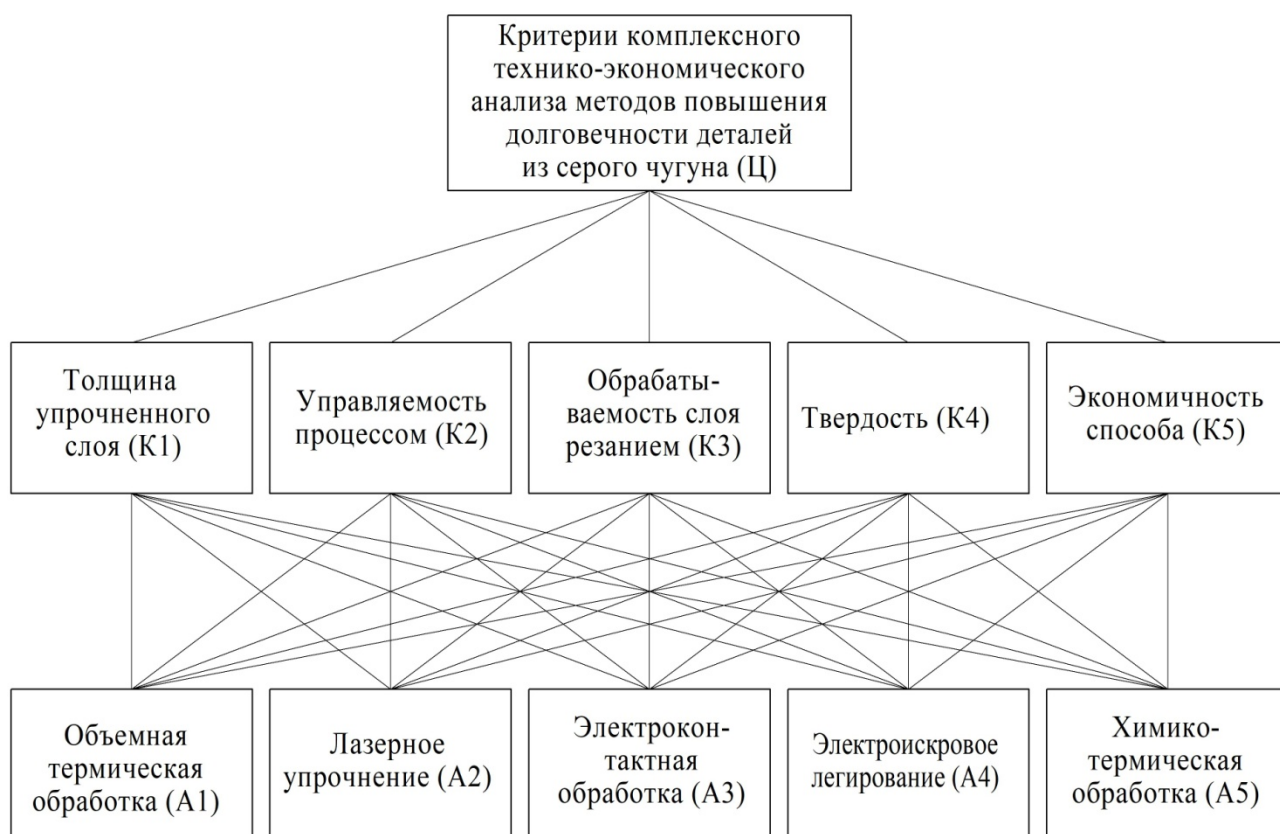 Критерии комплексного
технико-экономического
анализа методов повышения
долговечности деталей
из серого чугуна (Ц)
Толщина
упрочненного
слоя (К1)
Управляемость
процессом (К2)
Обрабаты-
ваемость слоя
резанием (К3)
Твердость (К4)
Экономичность
способа (К5)
Объемная
термическая
обработка (А1)
Лазерное
упрочнение (А2)
Электрокон-
тактная
обработка (А3)
Электроискровое
легирование (А4)
Химико-
термическая
обработка (А5)